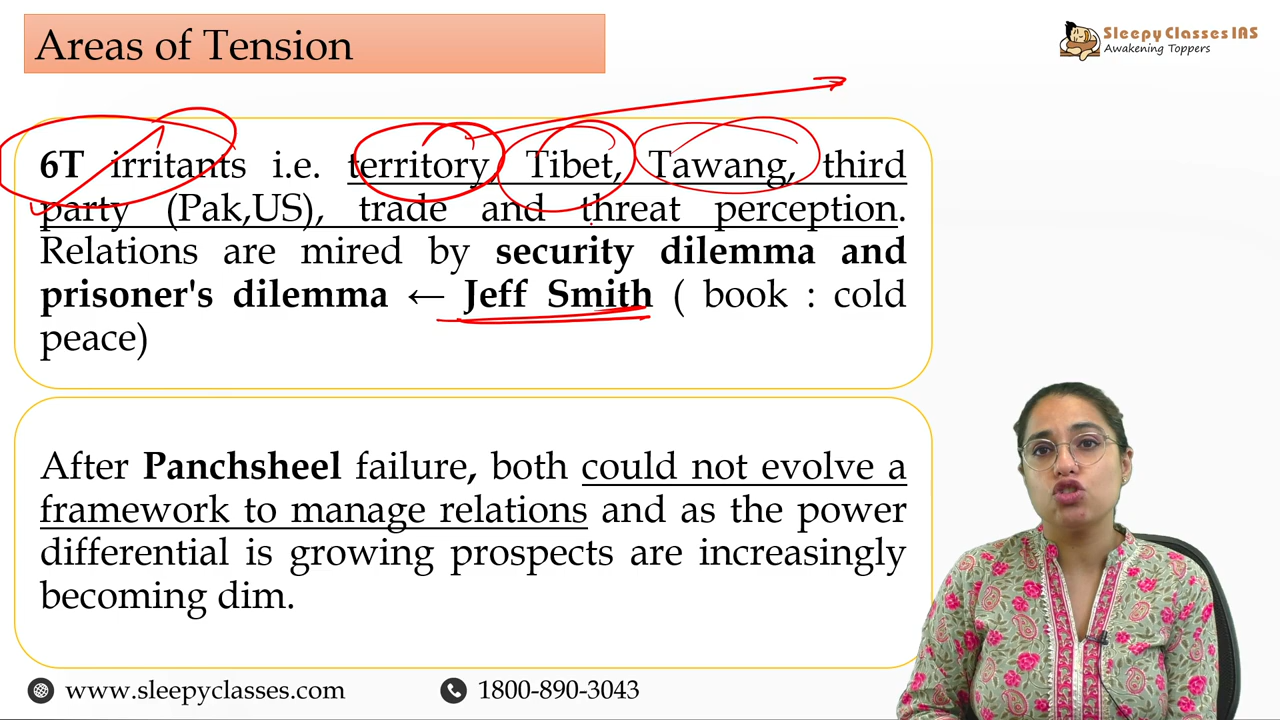 Areas of Tension
Sleepy Classes IAS
Awakening Toppers
6T irritants i.e. territory, Tibet, Tawang, third
party (Pak,US), trade and threat perception.
Relations are mired by security dilemma and
prisoner's dilemma ← Jeff Smith ( book : cold
peace)
After Panchsheel failure, both could not evolve a
framework to manage relations and as the power
differential is growing prospects are increasingly
becoming dim.
www.sleepyclasses.com
1800-890-3043